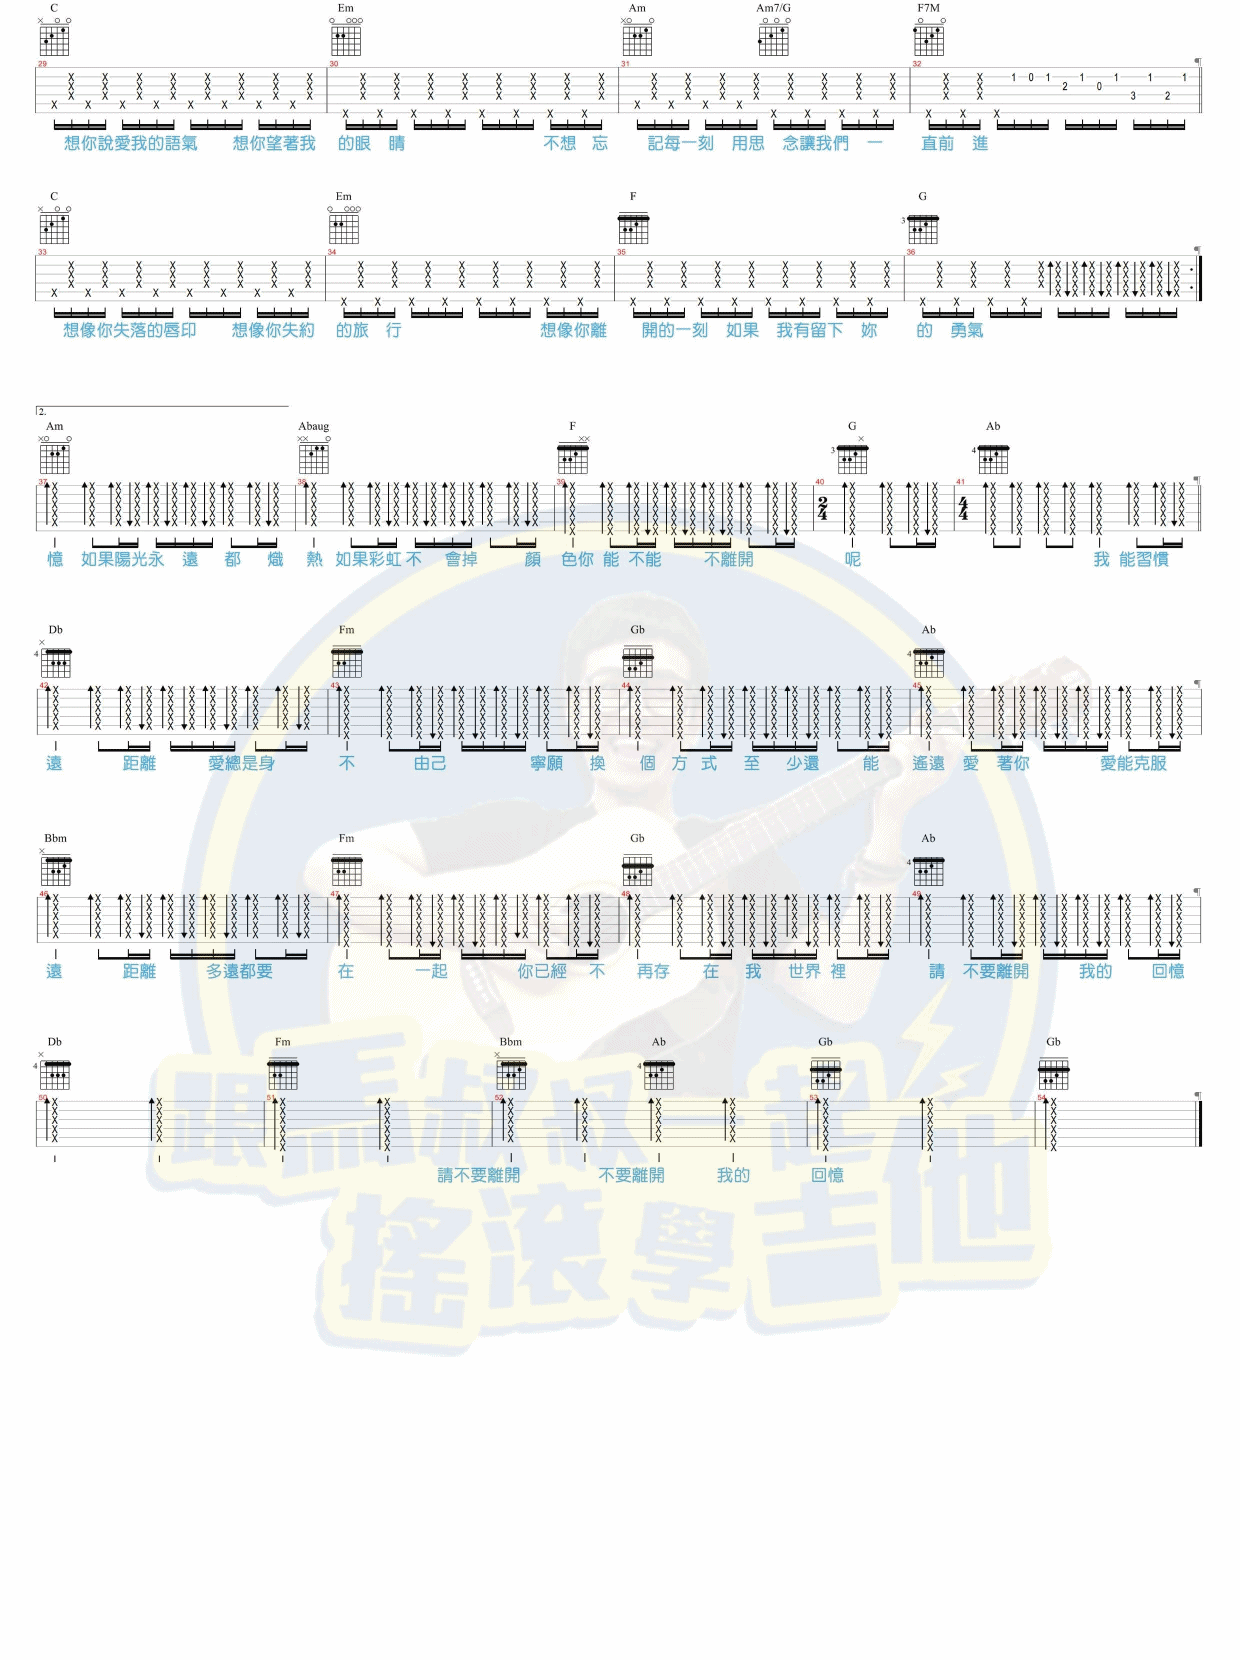 C Em Am Am7/G F7M
29 30 31 32
1 0 1 2 1 0 1 3 1 2 1
想你說愛我的語氣 想你望著我 的眼 睛 不想 忘 記每一刻 用思 念讓我們 一 直前 進
C Em F G
3
33 34 35 36
想像你失落的唇印 想像你失約 的旅 行 想像你離 開的一刻 如果 我有留下 妳 的 勇氣
2.
Am Abaug F G Ab
3 4
37 38 39 40 41
2/4 4/4
憶 如果陽光永 遠 都 熾 熱 如果彩虹 不 會掉 顏 色你 能 不能 不離開 呢 我 能習慣
Db Fm Gb Ab
4 4
42 43 44 45
遠 距離 愛總是身 不 由己 寧願 換 個 方 式 至 少還 能 遙遠 愛 著你 愛能克服
Bbm Fm Gb Ab
4
46 47 48 49
遠 距離 多遠都要 在 一起 你已經 不 再存 在 我 世界 裡 請 不要離開 我的 回憶
Db Fm Bbm Ab Gb Gb
4 4
50 51 52 53 54
請不要離開 不要離開 我的 回憶
跟馬叔叔一起
搖滾學吉他